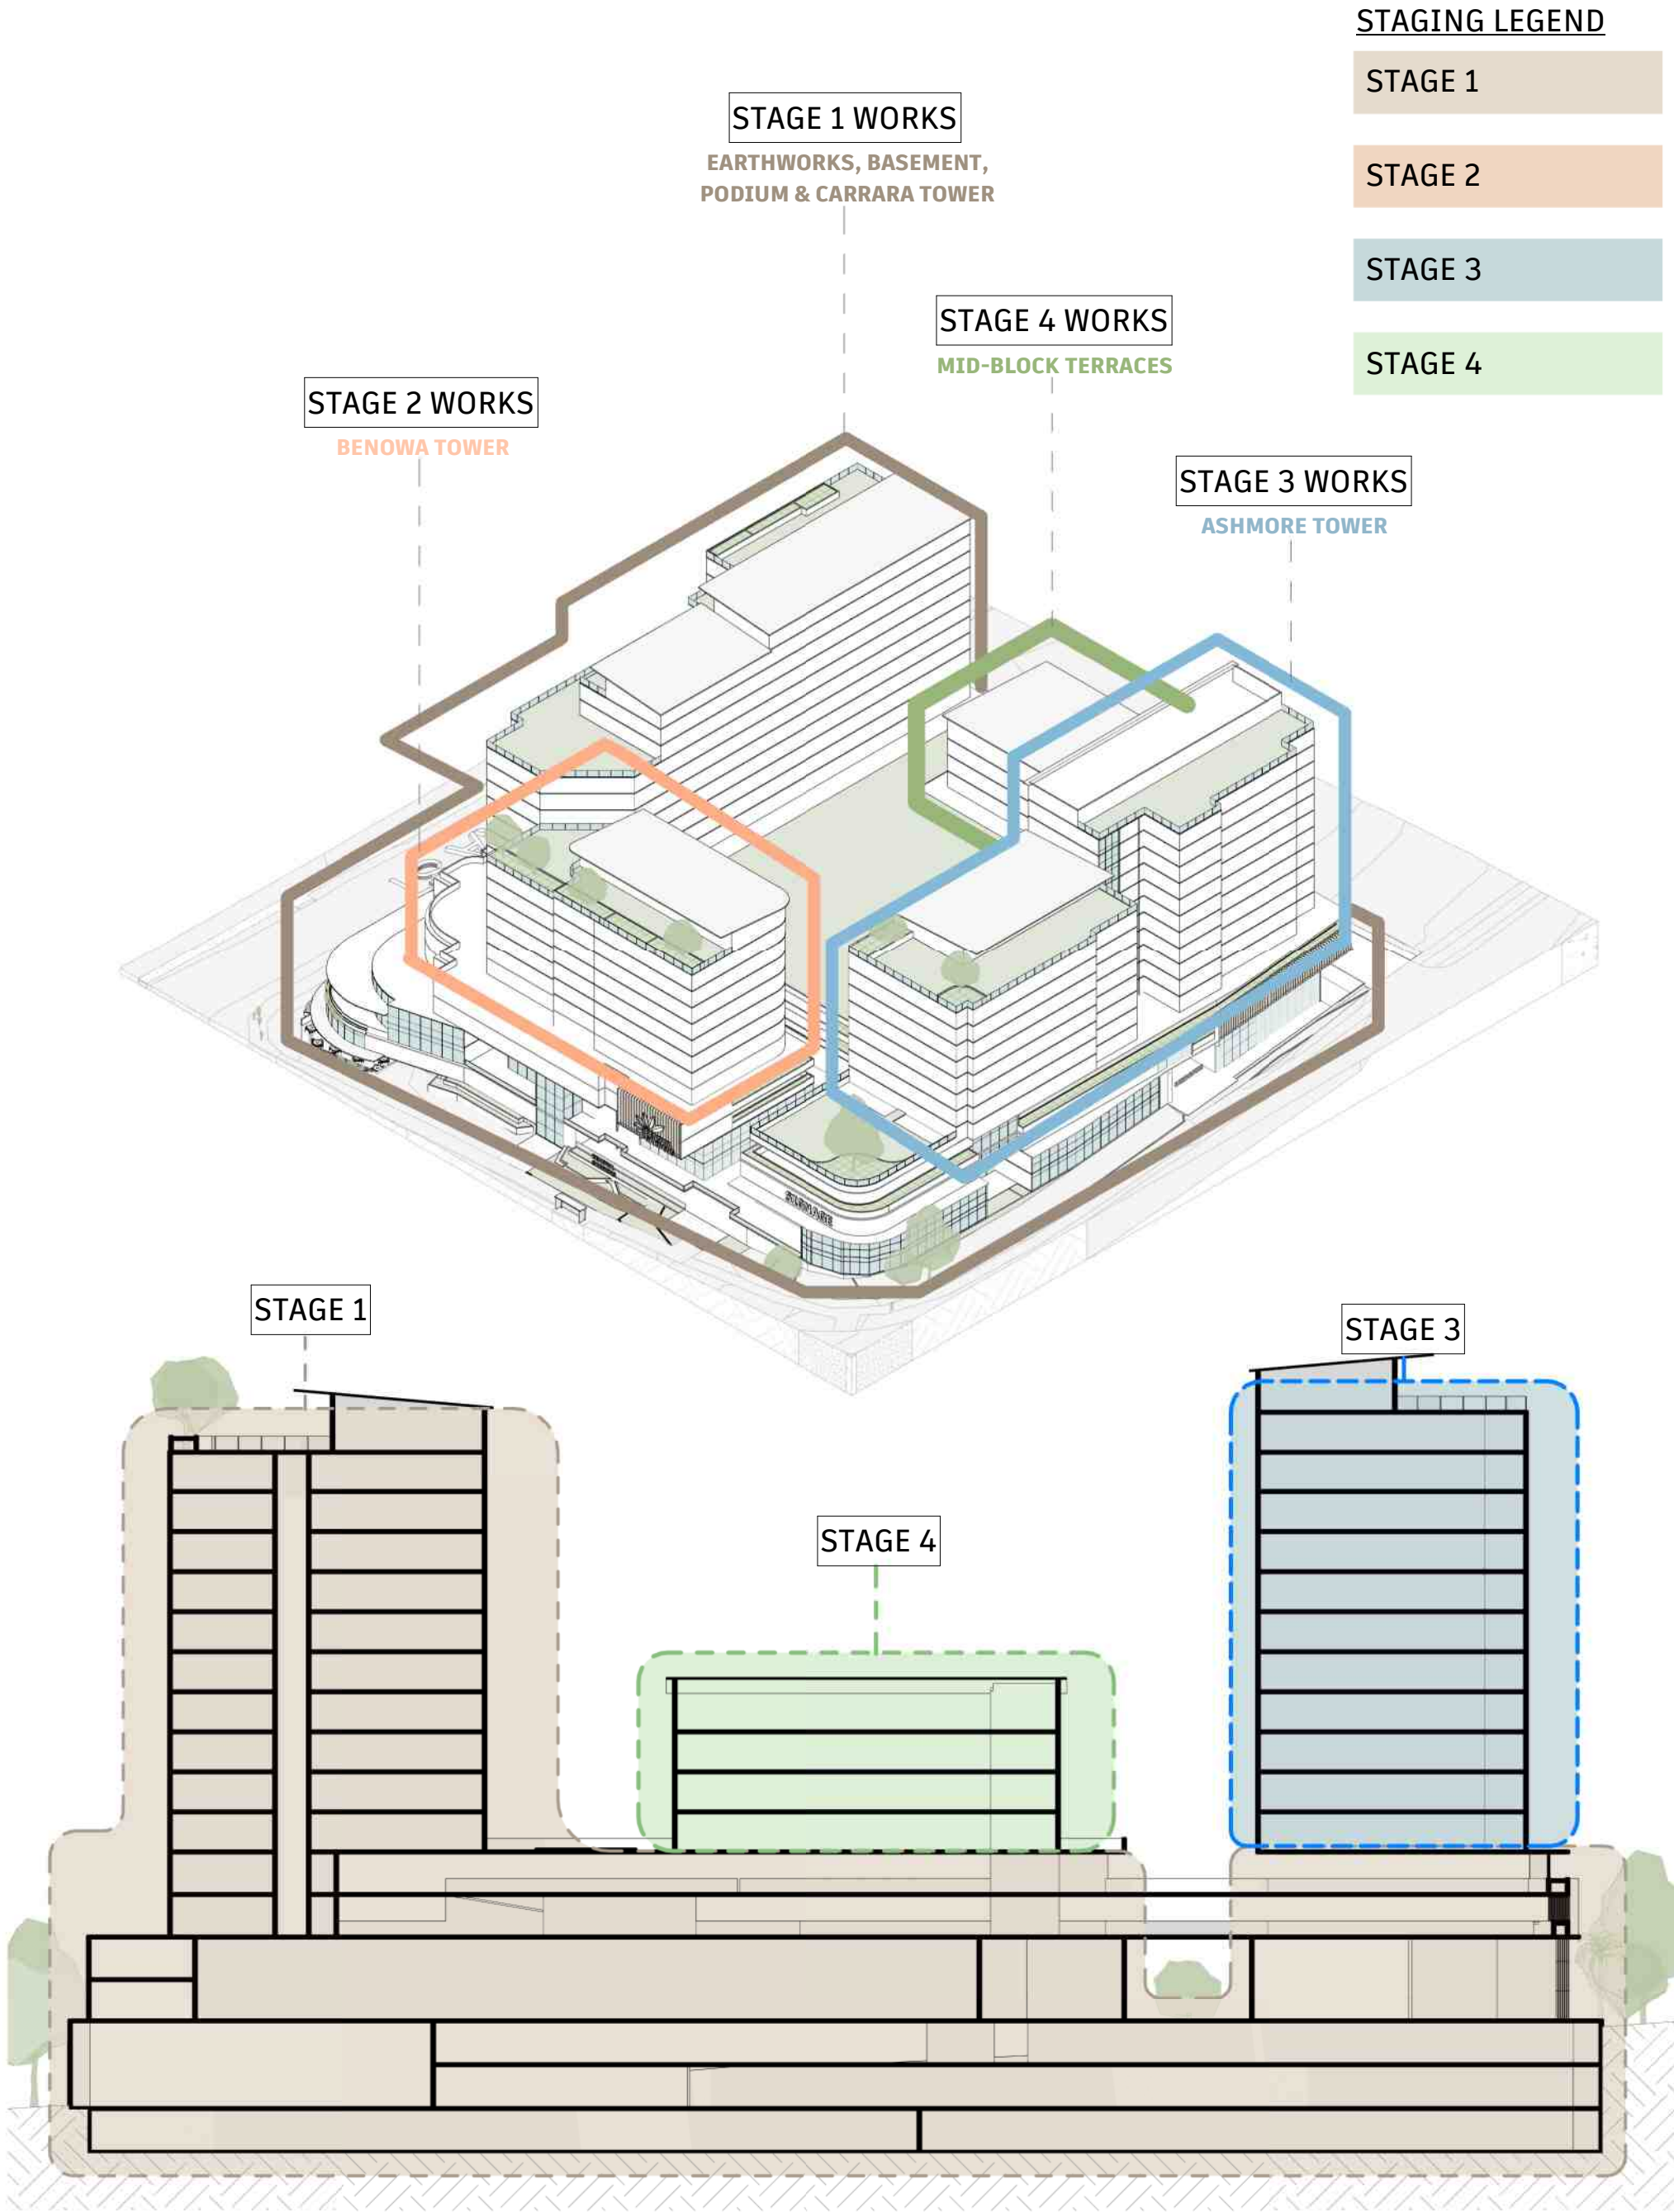 STAGING LEGEND
STAGE 1
STAGE 2
STAGE 3
STAGE 4
STAGE 1 WORKS
EARTHWORKS, BASEMENT,
PODIUM & CARRARA TOWER
STAGE 4 WORKS
MID-BLOCK TERRACES
STAGE 2 WORKS
BENOWA TOWER
STAGE 3 WORKS
ASHMORE TOWER
SIGNAGE
STAGE 1
STAGE 3
STAGE 4